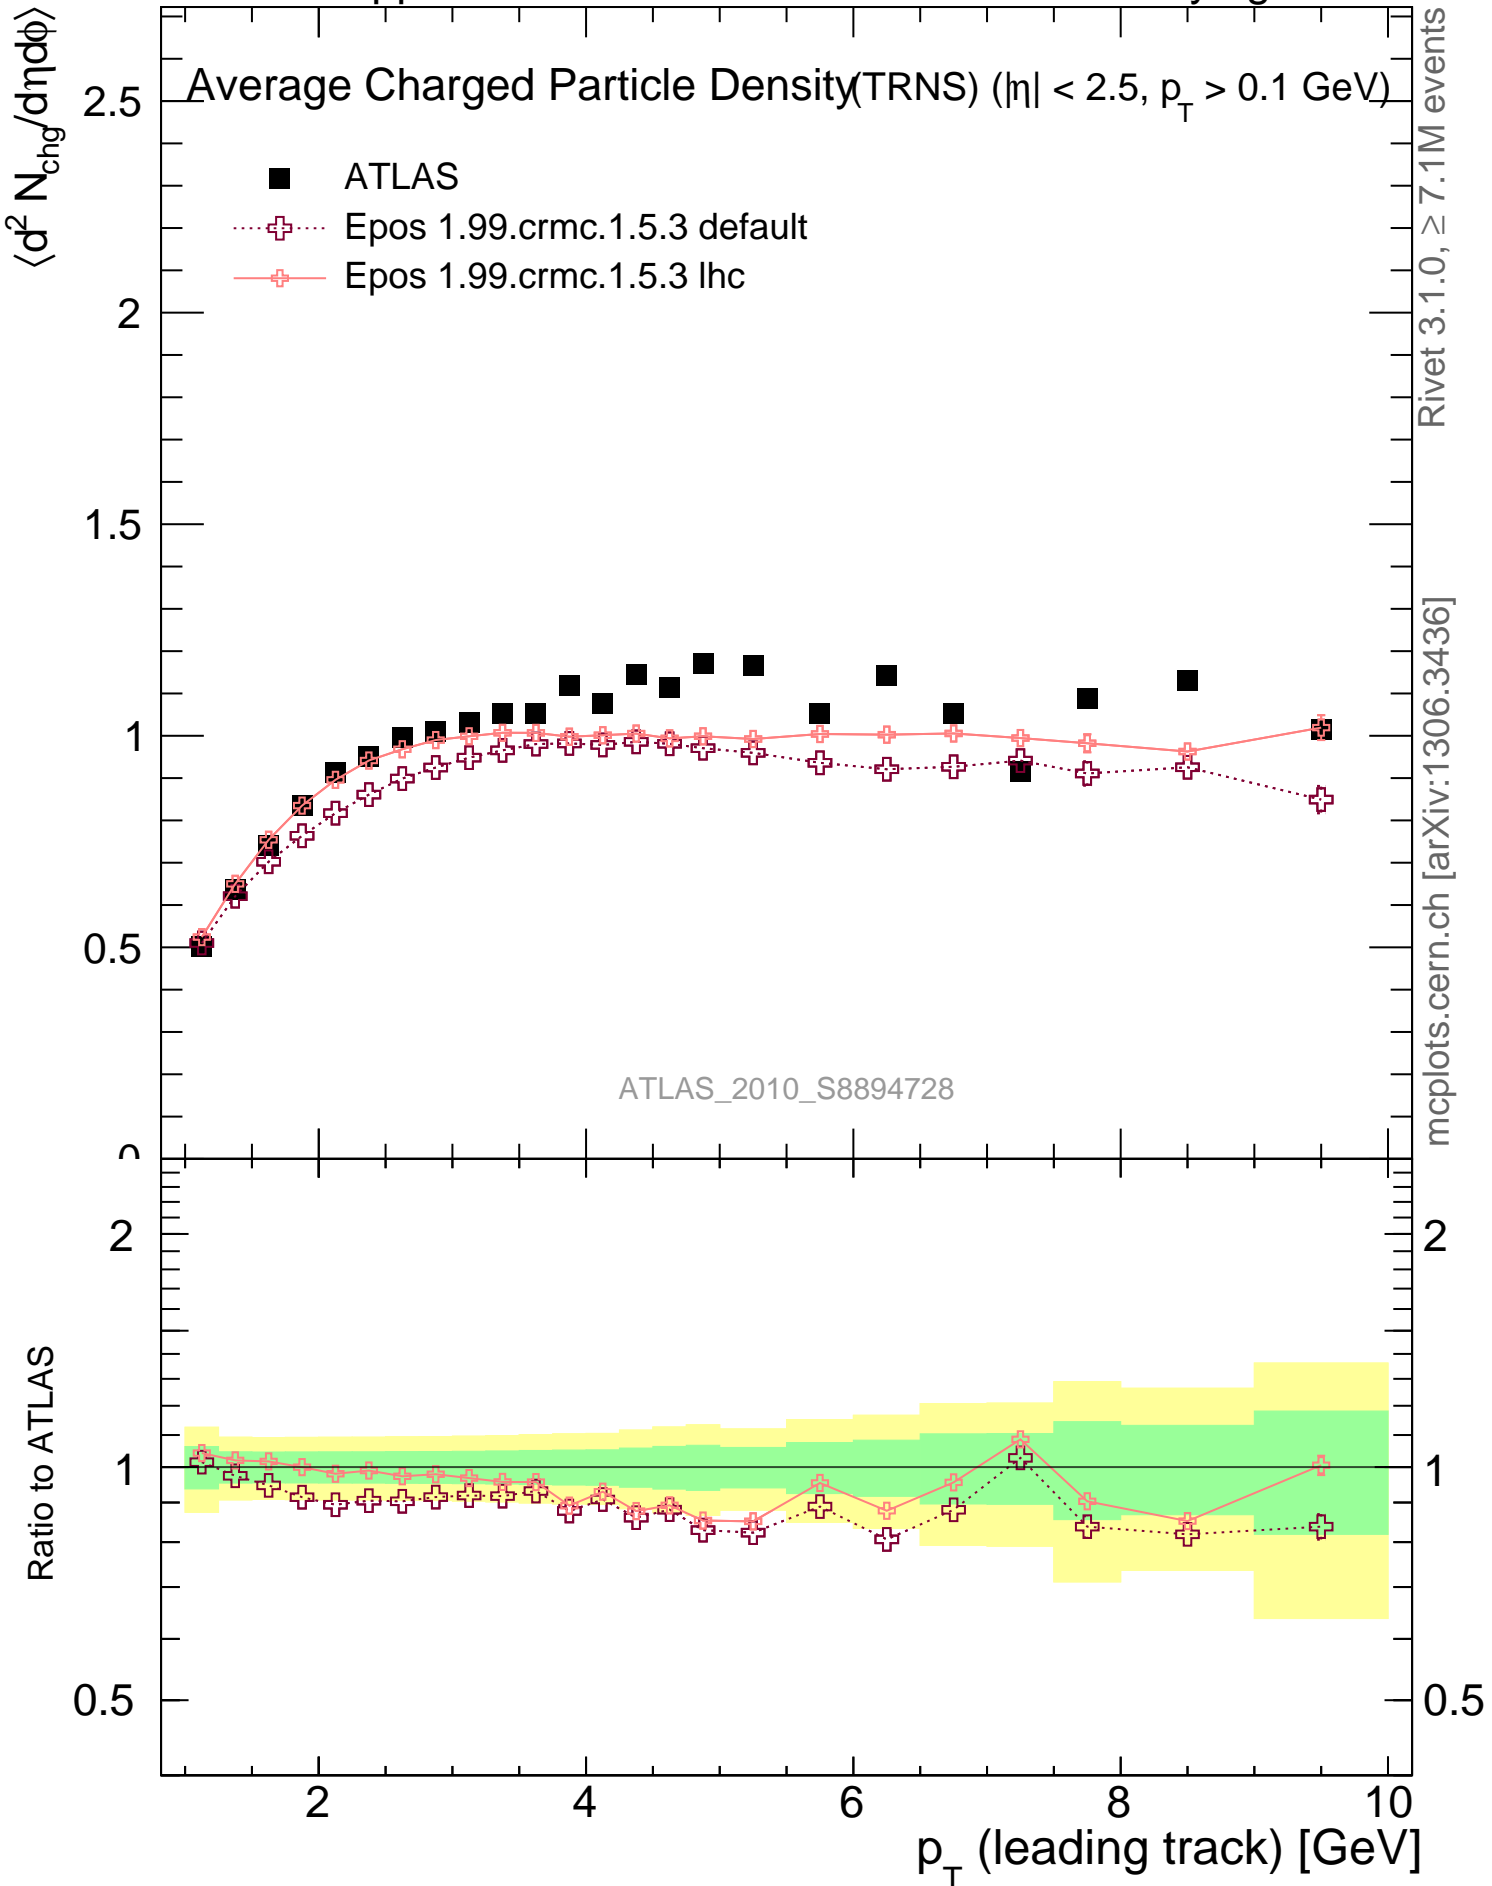 Average Charged Particle Density (TRNS) (|η| < 2.5, p_T > 0.1 GeV)
⟨d² N_chg/dηdϕ⟩
ATLAS
Epos 1.99.crmc.1.5.3 default
Epos 1.99.crmc.1.5.3 lhc
2.5
2
1.5
1
0.5
0
ATLAS_2010_S8894728
Rivet 3.1.0, ≥ 7.1M events
mcplots.cern.ch [arXiv:1306.3436]
Ratio to ATLAS
2
1
0.5
2
1
0.5
2 4 6 8 10
p_T (leading track) [GeV]